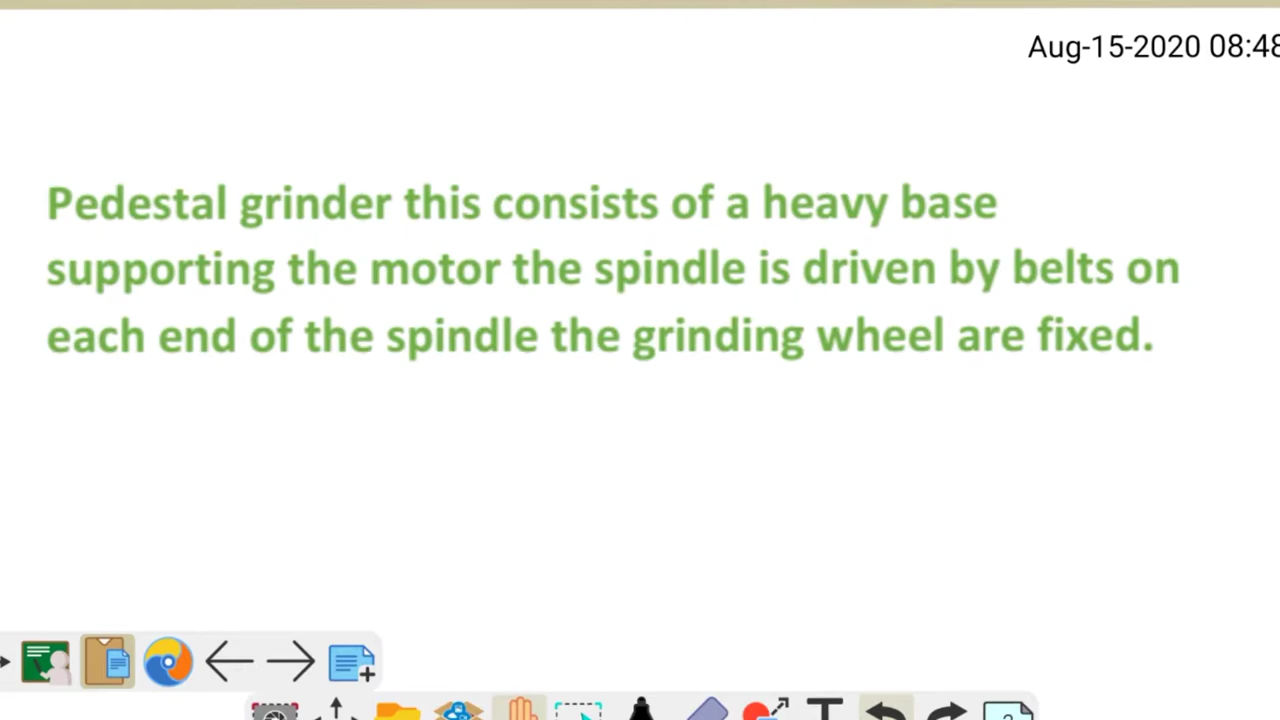 Aug-15-2020 08:48
Pedestal grinder this consists of a heavy base
supporting the motor the spindle is driven by belts on
each end of the spindle the grinding wheel are fixed.